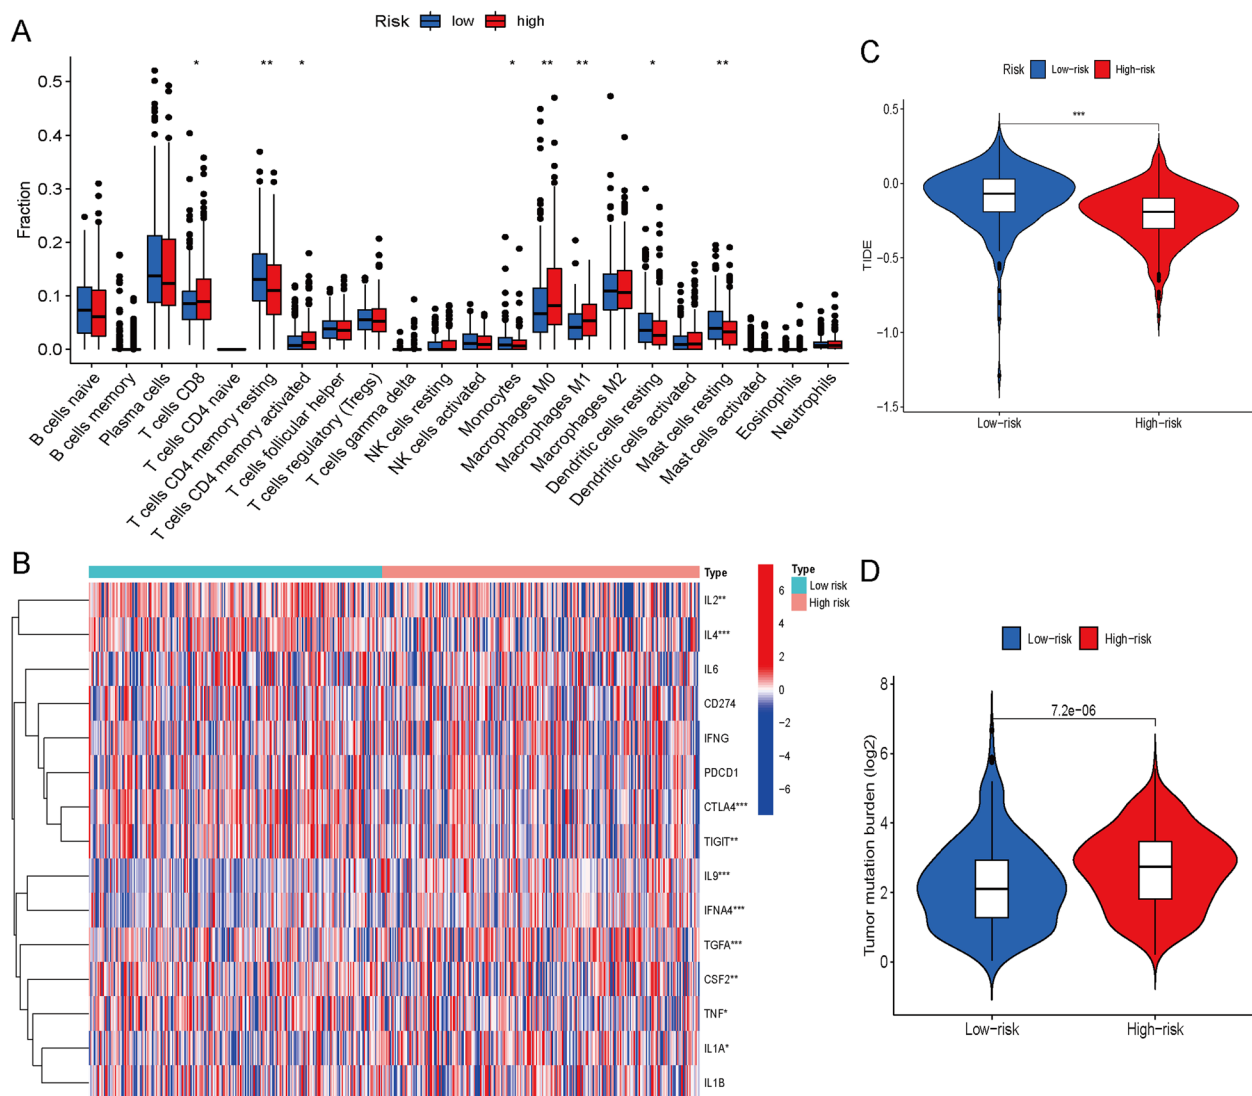 A
Risk low high
Fraction
0.5
0.4
0.3
0.2
0.1
0.0
* ** * * ** ** * **
B cells naive
B cells memory
Plasma cells
T cells CD8
T cells CD4 naive
T cells CD4 memory resting
T cells CD4 memory activated
T cells follicular helper
T cells regulatory (Tregs)
T cells gamma delta
NK cells resting
NK cells activated
Monocytes
Macrophages M0
Macrophages M1
Macrophages M2
Dendritic cells resting
Dendritic cells activated
Mast cells resting
Mast cells activated
Eosinophils
Neutrophils
C
Risk Low-risk High-risk
TIDE
0.5
0.0
-0.5
-1.0
-1.5
***
Low-risk High-risk
B
Type
IL2**
IL4***
IL6
CD274
IFNG
PDCD1
CTLA4***
TIGIT**
IL9***
IFNA4***
TGFA***
CSF2**
TNF*
IL1A*
IL1B
6
4
2
0
-2
-4
-6
Type
Low risk
High risk
D
Low-risk High-risk
Tumor mutation burden (log2)
8
6
4
2
0
7.2e-06
Low-risk High-risk